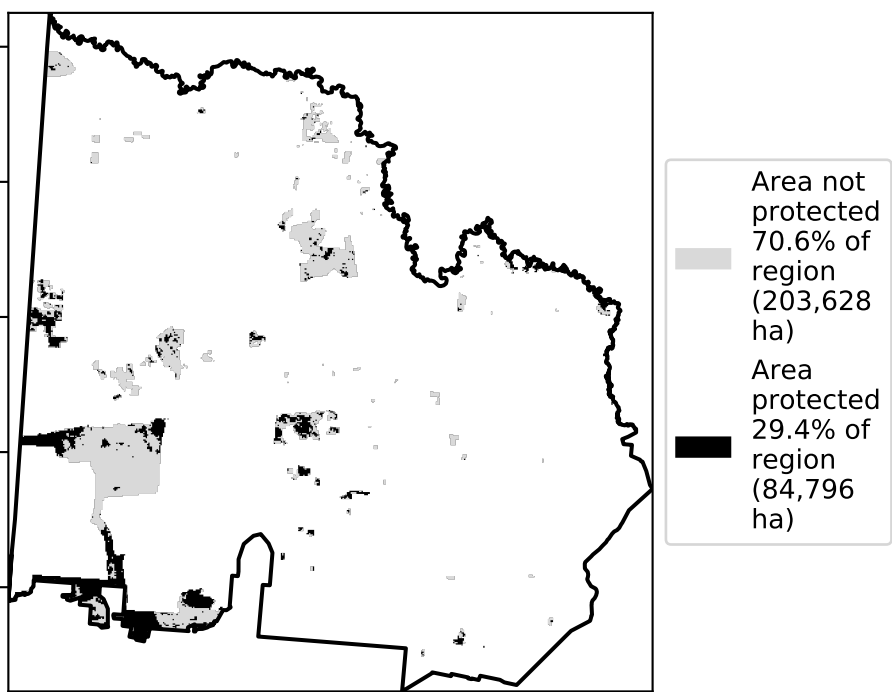 Area not
protected
70.6% of
region
(203,628
ha)
Area
protected
29.4% of
region
(84,796
ha)